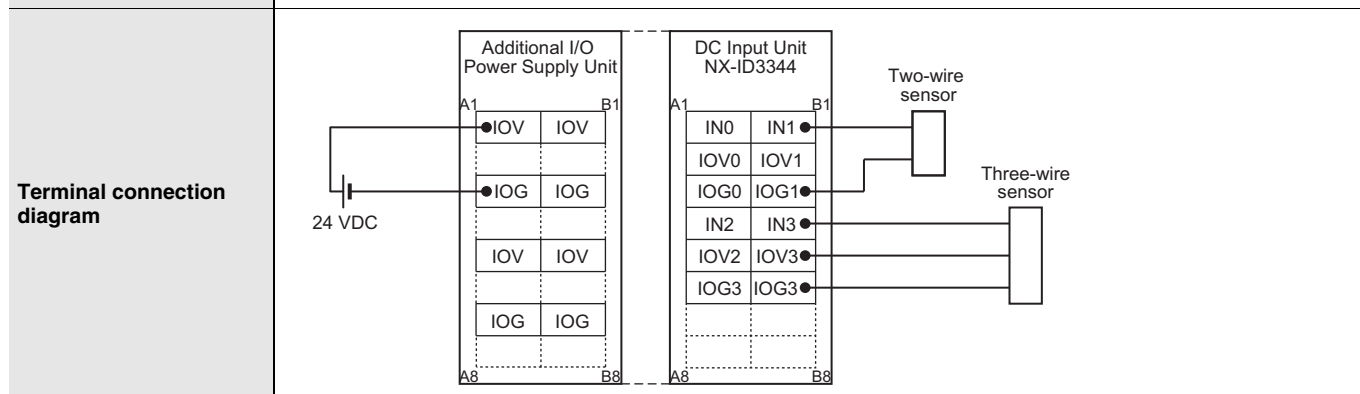 Terminal connection
diagram
24 VDC
Additional I/O
Power Supply Unit
A1 B1
IOV IOV
IOG IOG
IOV IOV
IOG IOG
A8 B8
DC Input Unit
NX-ID3344
A1 B1
IN0 IN1
IOV0 IOV1
IOG0 IOG1
IN2 IN3
IOV2 IOV3
IOG3 IOG3
A8 B8
Two-wire
sensor
Three-wire
sensor